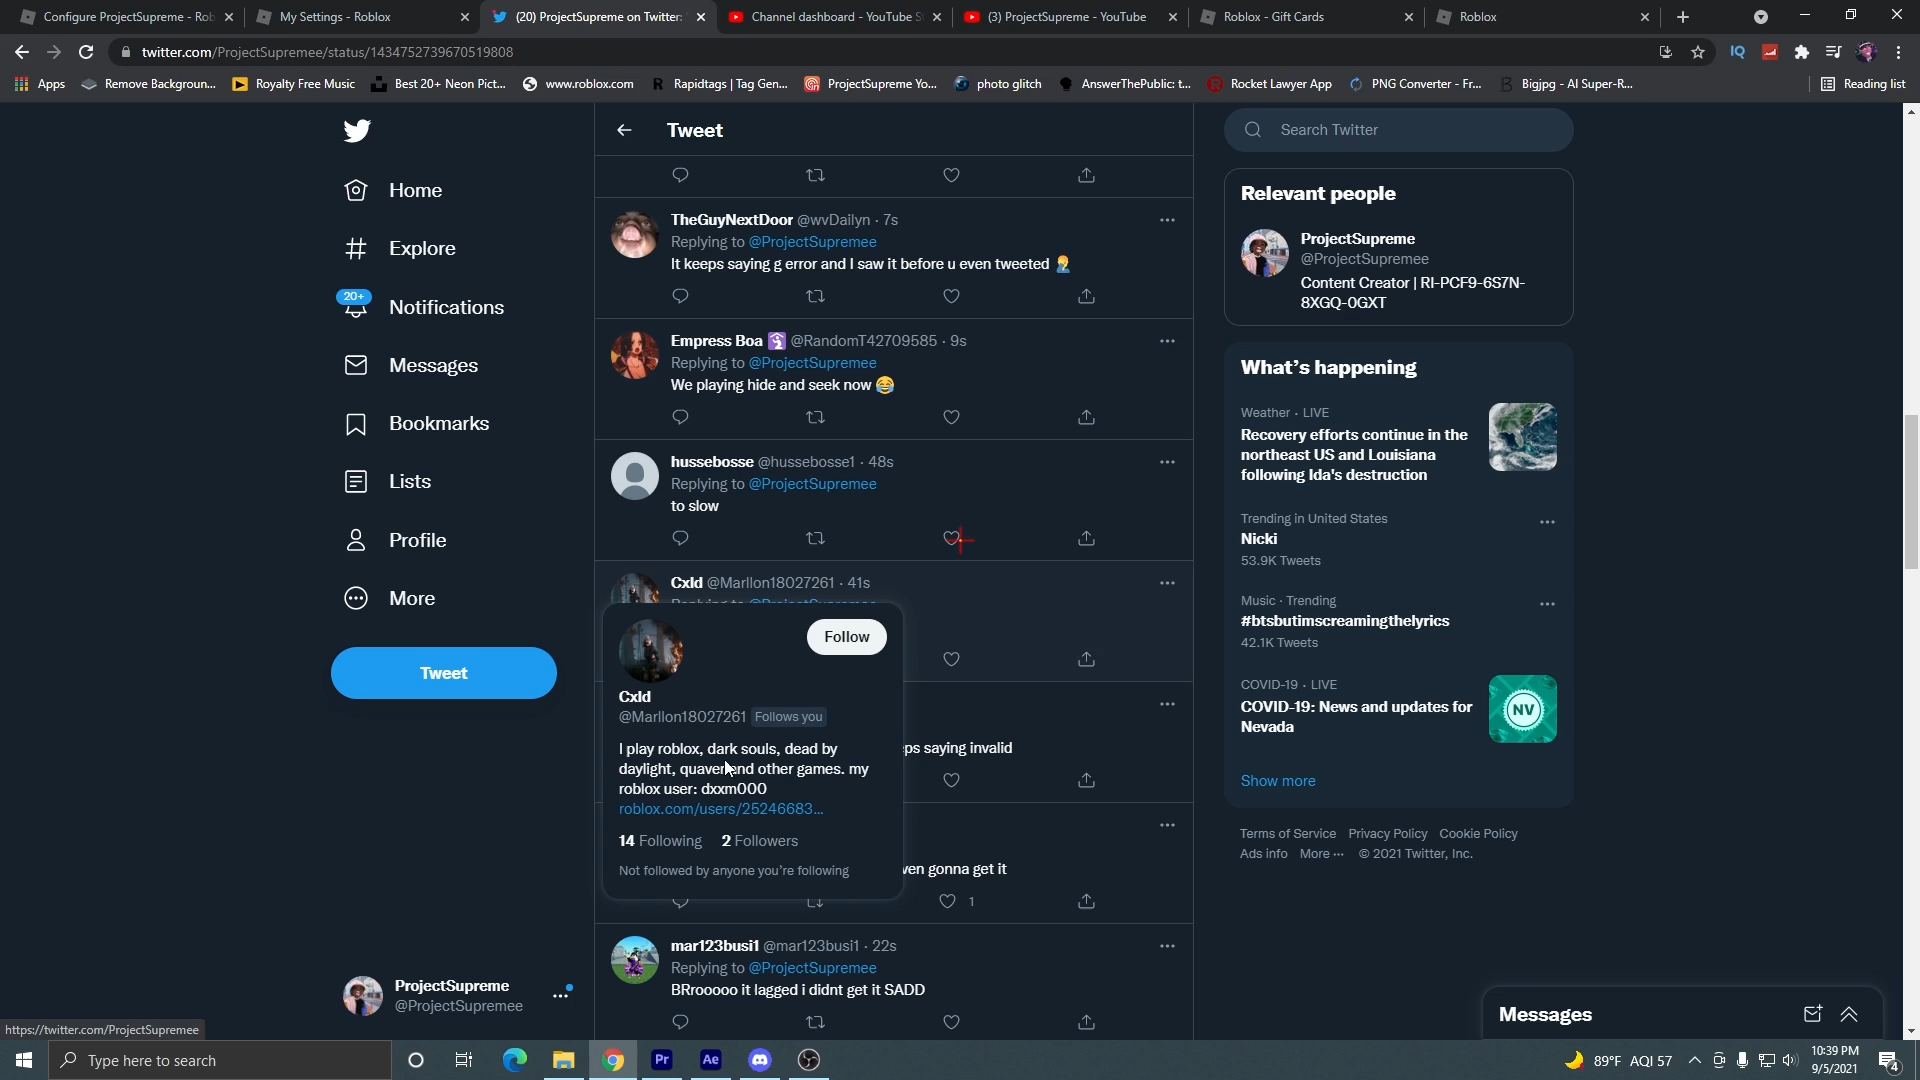 Configure ProjectSupreme - Rob
My Settings - Roblox
(20) ProjectSupreme on Twitter:
Channel dashboard - YouTube S
(3) ProjectSupreme - YouTube
Roblox - Gift Cards
Roblox
twitter.com/ProjectSupremee/status/1434752739670519808
Apps
Remove Backgroun...
Royalty Free Music
Best 20+ Neon Pict...
www.roblox.com
Rapidtags | Tag Gen...
ProjectSupreme Yo...
photo glitch
AnswerThePublic: t...
Rocket Lawyer App
PNG Converter - Fr...
Bigjpg - AI Super-R...
Reading list
Home
Explore
20+
Notifications
Messages
Bookmarks
Lists
Profile
More
Tweet
ProjectSupreme
@ProjectSupremee
Tweet
TheGuyNextDoor @wvDailyn · 7s
Replying to @ProjectSupremee
It keeps saying g error and I saw it before u even tweeted 🤦
Empress Boa @RandomT42709585 · 9s
Replying to @ProjectSupremee
We playing hide and seek now 😂
hussebosse @hussebosse1 · 48s
Replying to @ProjectSupremee
to slow
Cxld @Marllon18027261 · 41s
Follow
Cxld
@Marllon18027261 Follows you
I play roblox, dark souls, dead by
daylight, quaver and other games. my
roblox user: dxxm000
roblox.com/users/25246683...
14 Following 2 Followers
Not followed by anyone you're following
eps saying invalid
ven gonna get it
1
mar123busi1 @mar123busi1 · 22s
Replying to @ProjectSupremee
BRrooooo it lagged i didnt get it SADD
Search Twitter
Relevant people
ProjectSupreme
@ProjectSupremee
Content Creator | RI-PCF9-6S7N-
8XGQ-0GXT
What's happening
Weather · LIVE
Recovery efforts continue in the
northeast US and Louisiana
following Ida's destruction
Trending in United States
Nicki
53.9K Tweets
Music · Trending
#btsbutimscreamingthelyrics
42.1K Tweets
COVID-19 · LIVE
COVID-19: News and updates for
Nevada
NV
Show more
Terms of Service Privacy Policy Cookie Policy
Ads info More ··· © 2021 Twitter, Inc.
Messages
https://twitter.com/ProjectSupremee
Type here to search
Pr
Ae
89°F AQI 57
10:39 PM
9/5/2021
4